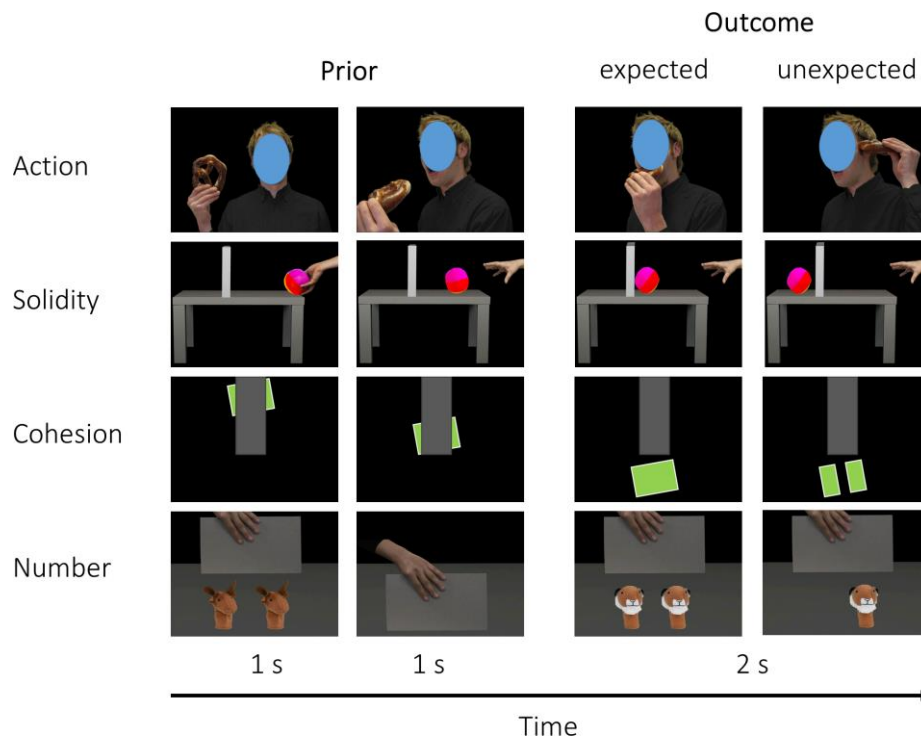 Outcome
Prior expected unexpected
Action
Solidity
Cohesion
Number
1 s 1 s 2 s
Time